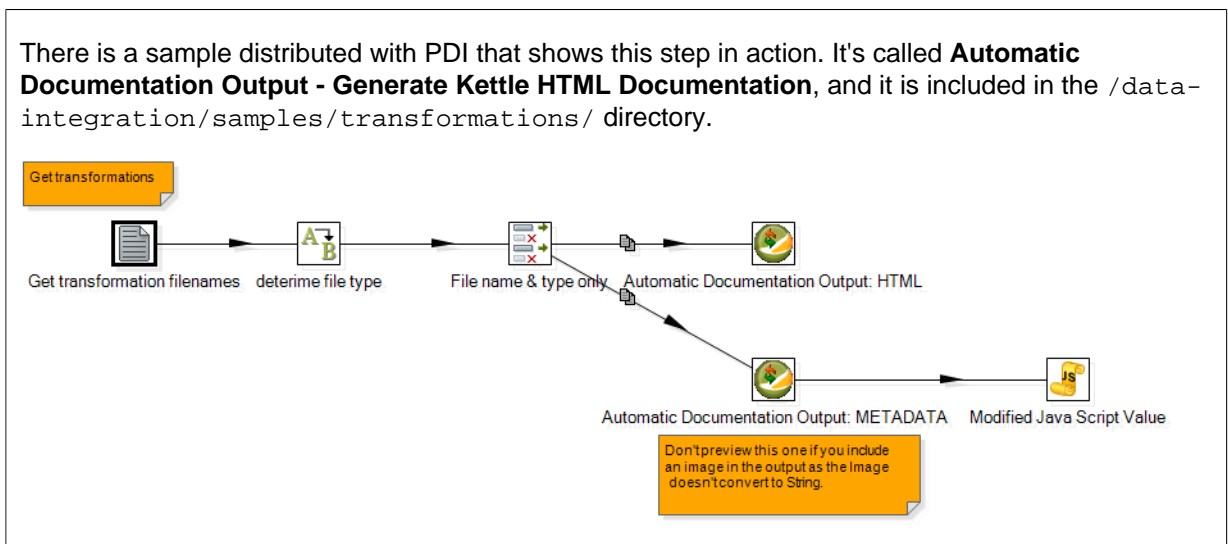 There is a sample distributed with PDI that shows this step in action. It's called Automatic
Documentation Output - Generate Kettle HTML Documentation, and it is included in the /data-
integration/samples/transformations/ directory.
Get transformations
Get transformation filenames
deterime file type
File name & type only
Automatic Documentation Output: HTML
Automatic Documentation Output: METADATA
Modified Java Script Value
Don't preview this one if you include
an image in the output as the Image
doesn't convert to String.